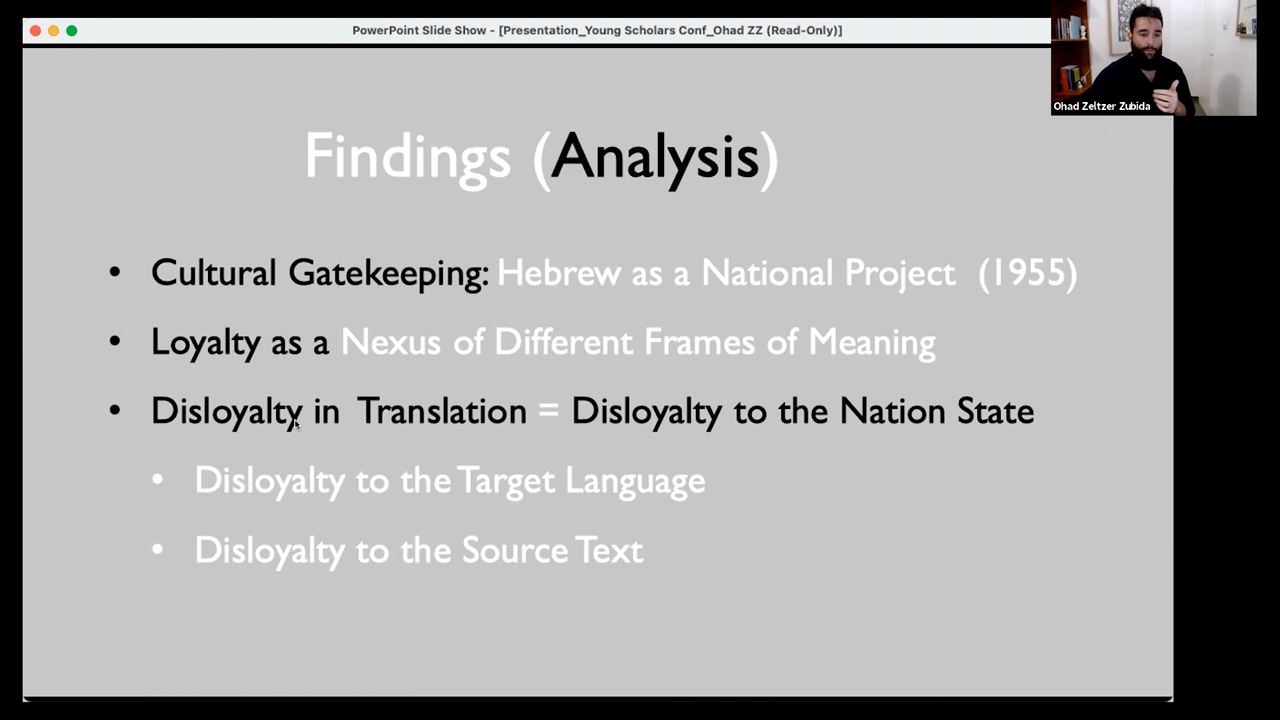 PowerPoint Slide Show - [Presentation_Young Scholars Conf_Ohad ZZ (Read-Only)]
Ohad Zeltzer Zubida
Findings (Analysis)
• Cultural Gatekeeping: Hebrew as a National Project (1955)
• Loyalty as a Nexus of Different Frames of Meaning
• Disloyalty in Translation = Disloyalty to the Nation State
• Disloyalty to the Target Language
• Disloyalty to the Source Text